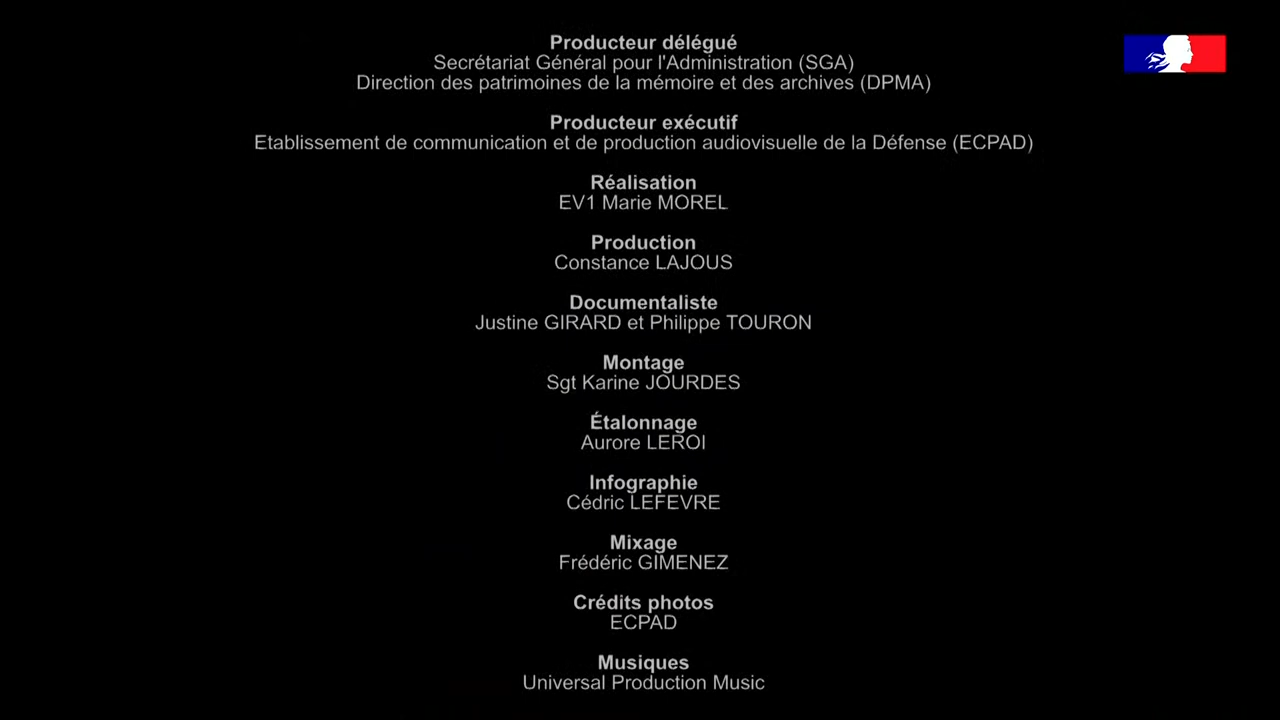 Producteur délégué
Secrétariat Général pour l'Administration (SGA)
Direction des patrimoines de la mémoire et des archives (DPMA)
Producteur exécutif
Etablissement de communication et de production audiovisuelle de la Défense (ECPAD)
Réalisation
EV1 Marie MOREL
Production
Constance LAJOUS
Documentaliste
Justine GIRARD et Philippe TOURON
Montage
Sgt Karine JOURDES
Étalonnage
Aurore LEROI
Infographie
Cédric LEFEVRE
Mixage
Frédéric GIMENEZ
Crédits photos
ECPAD
Musiques
Universal Production Music